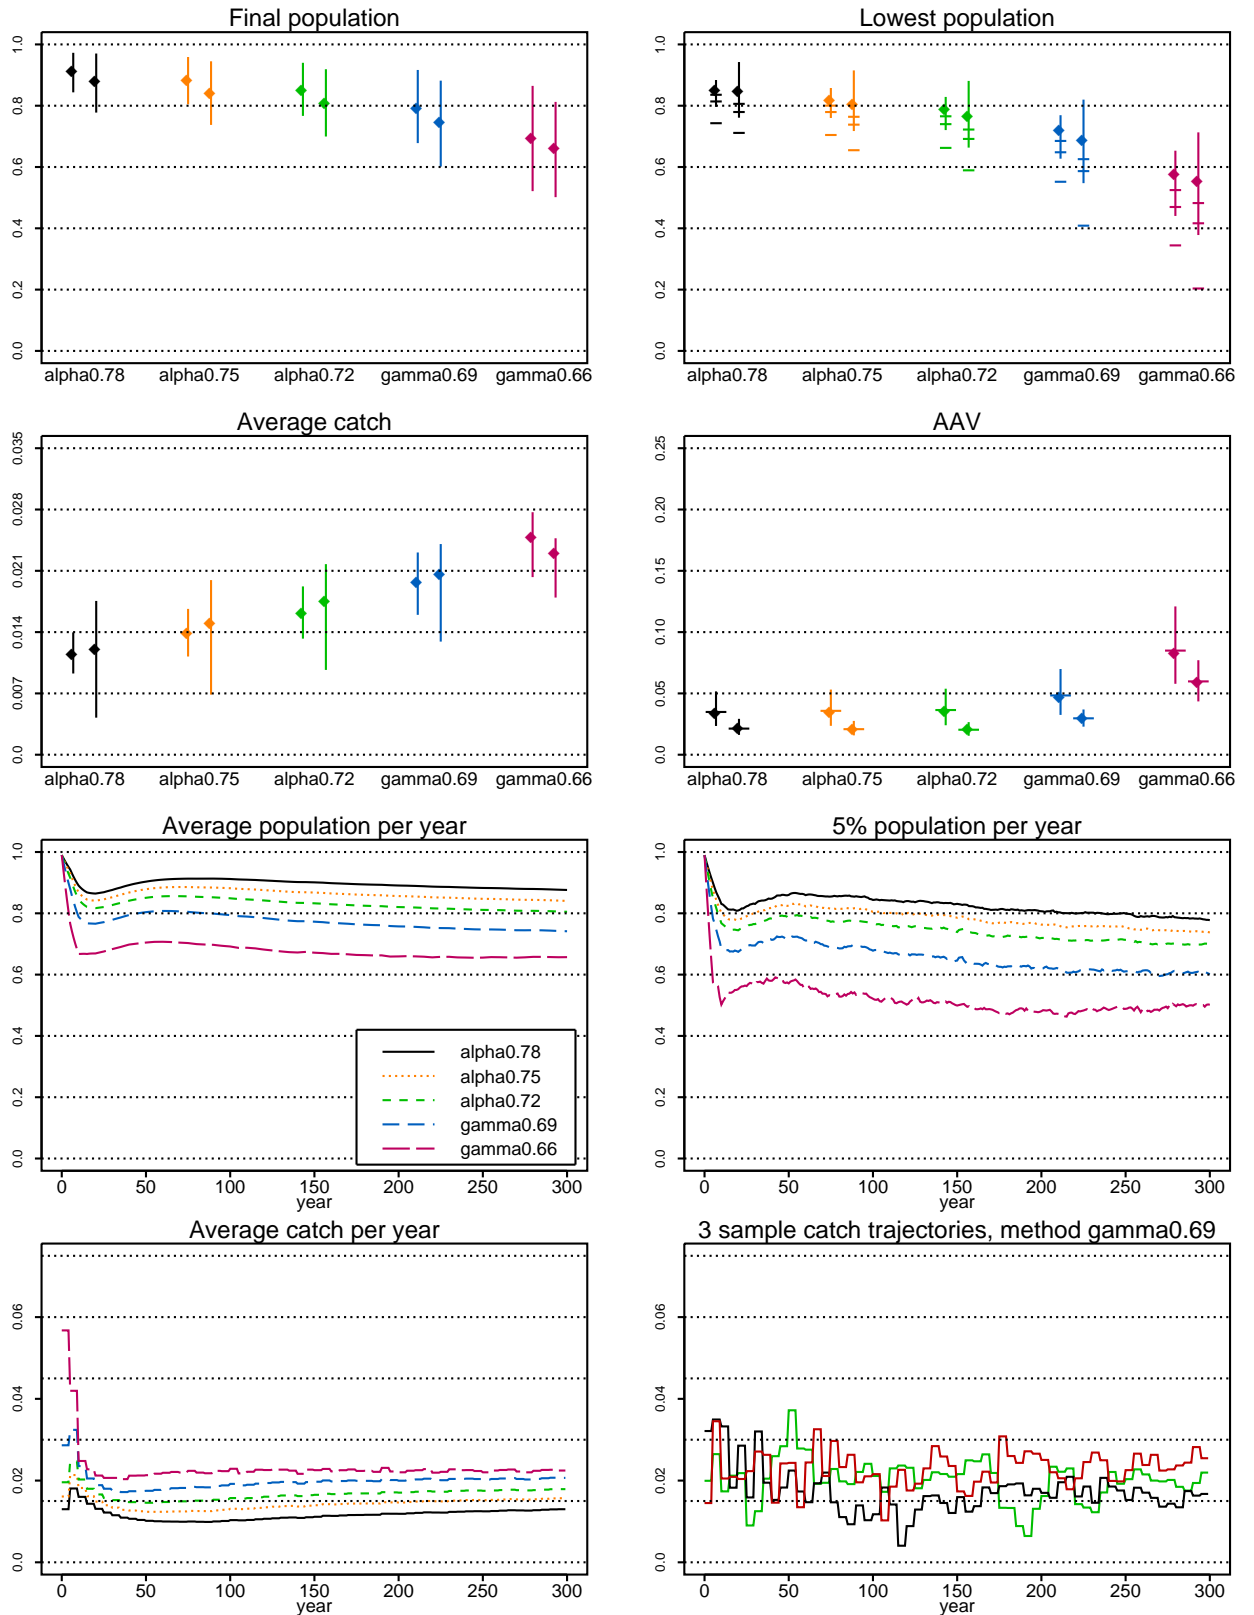 Final population
1.0
0.8
0.6
0.4
0.2
0.0
alpha0.78 alpha0.75 alpha0.72 gamma0.69 gamma0.66
Lowest population
1.0
0.8
0.6
0.4
0.2
0.0
alpha0.78 alpha0.75 alpha0.72 gamma0.69 gamma0.66
Average catch
0.035
0.028
0.021
0.014
0.007
0.0
alpha0.78 alpha0.75 alpha0.72 gamma0.69 gamma0.66
AAV
0.25
0.20
0.15
0.10
0.05
0.0
alpha0.78 alpha0.75 alpha0.72 gamma0.69 gamma0.66
Average population per year
1.0
0.8
0.6
0.4
0.2
0.0
alpha0.78
alpha0.75
alpha0.72
gamma0.69
gamma0.66
0 50 100 150 200 250 300
year
5% population per year
1.0
0.8
0.6
0.4
0.2
0.0
0 50 100 150 200 250 300
year
Average catch per year
0.06
0.04
0.02
0.0
0 50 100 150 200 250 300
year
3 sample catch trajectories, method gamma0.69
0.06
0.04
0.02
0.0
0 50 100 150 200 250 300
year